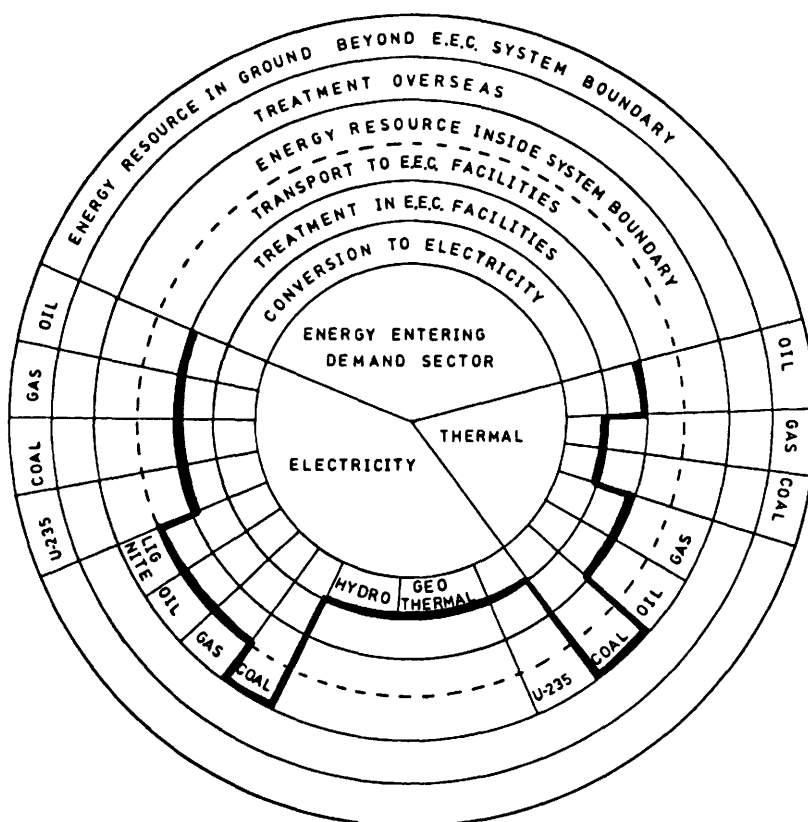 ENERGY RESOURCE IN GROUND BEYOND E.E.C. SYSTEM BOUNDARY
TREATMENT OVERSEAS
ENERGY RESOURCE INSIDE SYSTEM BOUNDARY
TRANSPORT TO E.E.C. FACILITIES
TREATMENT IN E.E.C. FACILITIES
CONVERSION TO ELECTRICITY
ENERGY ENTERING
DEMAND SECTOR
THERMAL
ELECTRICITY
OIL
GAS
COAL
U-235
LIG
NITE
OIL
GAS
COAL
HYDRO
GEO
THERMAL
U-235
COAL
OIL
GAS
OIL
GAS
COAL